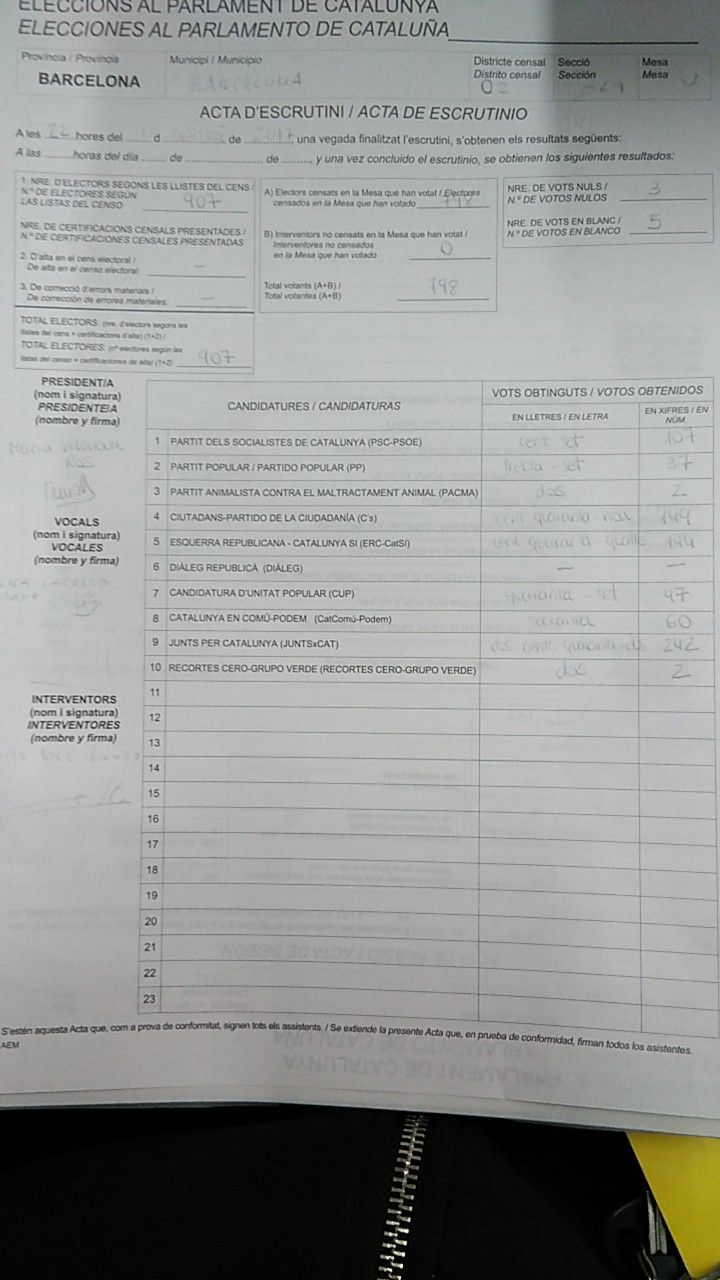 ELECCIONS AL PARLAMENT DE CATALUNYA
ELECCIONES AL PARLAMENTO DE CATALUÑA
Provincia / Provincia
BARCELONA
Municipi / Municipio
BARCELONA
Districte censal
Distrito censal
02
Secció
Sección
Mesa
Mesa
U
ACTA D'ESCRUTINI / ACTA DE ESCRUTINIO
A les hores del d de 2017, una vegada finalitzat l'escrutini, s'obtenen els resultats següents:
A las horas del día de de , y una vez concluido el escrutinio, se obtienen los siguientes resultados:
1. NRE. D'ELECTORS SEGONS LES LLISTES DEL CENS /
N.º DE ELECTORES SEGÚN
LAS LISTAS DEL CENSO 907
NRE. DE CERTIFICACIONS CENSALS PRESENTADES /
N.º DE CERTIFICACIONES CENSALES PRESENTADAS
2. D'alta en el cens electoral /
De alta en el censo electoral: —
3. De correcció d'errors materials /
De corrección de errores materiales: —
TOTAL ELECTORS: (nre. d'electors segons les
llistes del cens + certificacions d'alta) (1+2) /
TOTAL ELECTORES: (nº electores según las
listas del censo + certificaciones de alta) (1+2) 907
A) Electors censats en la Mesa que han votat / Electores
censados en la Mesa que han votado 798
B) Interventors no censats en la Mesa que han votat /
Interventores no censados
en la Mesa que han votado 0
Total votants (A+B) /
Total votantes (A+B) 798
NRE. DE VOTS NULS /
N.º DE VOTOS NULOS 3
NRE. DE VOTS EN BLANC /
N.º DE VOTOS EN BLANCO 5
PRESIDENT/A
(nom i signatura)
PRESIDENTE/A
(nombre y firma)
VOCALS
(nom i signatura)
VOCALES
(nombre y firma)
INTERVENTORS
(nom i signatura)
INTERVENTORES
(nombre y firma)
CANDIDATURES / CANDIDATURAS
VOTS OBTINGUTS / VOTOS OBTENIDOS
EN LLETRES / EN LETRA
EN XIFRES / EN
NÚM.
1 PARTIT DELS SOCIALISTES DE CATALUNYA (PSC-PSOE) cent set 107
2 PARTIT POPULAR / PARTIDO POPULAR (PP) trenta-set 37
3 PARTIT ANIMALISTA CONTRA EL MALTRACTAMENT ANIMAL (PACMA) dos 2
4 CIUTADANS-PARTIDO DE LA CIUDADANÍA (C's) cent quaranta-nou 149
5 ESQUERRA REPUBLICANA - CATALUNYA SI (ERC-CatSI) cent quaranta-quatre 144
6 DIÀLEG REPUBLICÀ (DIÀLEG) — —
7 CANDIDATURA D'UNITAT POPULAR (CUP) quaranta-set 47
8 CATALUNYA EN COMÚ-PODEM (CatComú-Podem) seixanta 60
9 JUNTS PER CATALUNYA (JUNTSxCAT) dos-cents quaranta-dos 242
10 RECORTES CERO-GRUPO VERDE (RECORTES CERO-GRUPO VERDE) dos 2
11
12
13
14
15
16
17
18
19
20
21
22
23
S'estén aquesta Acta que, com a prova de conformitat, signen tots els assistents. / Se extiende la presente Acta que, en prueba de conformidad, firman todos los asistentes.
AEM